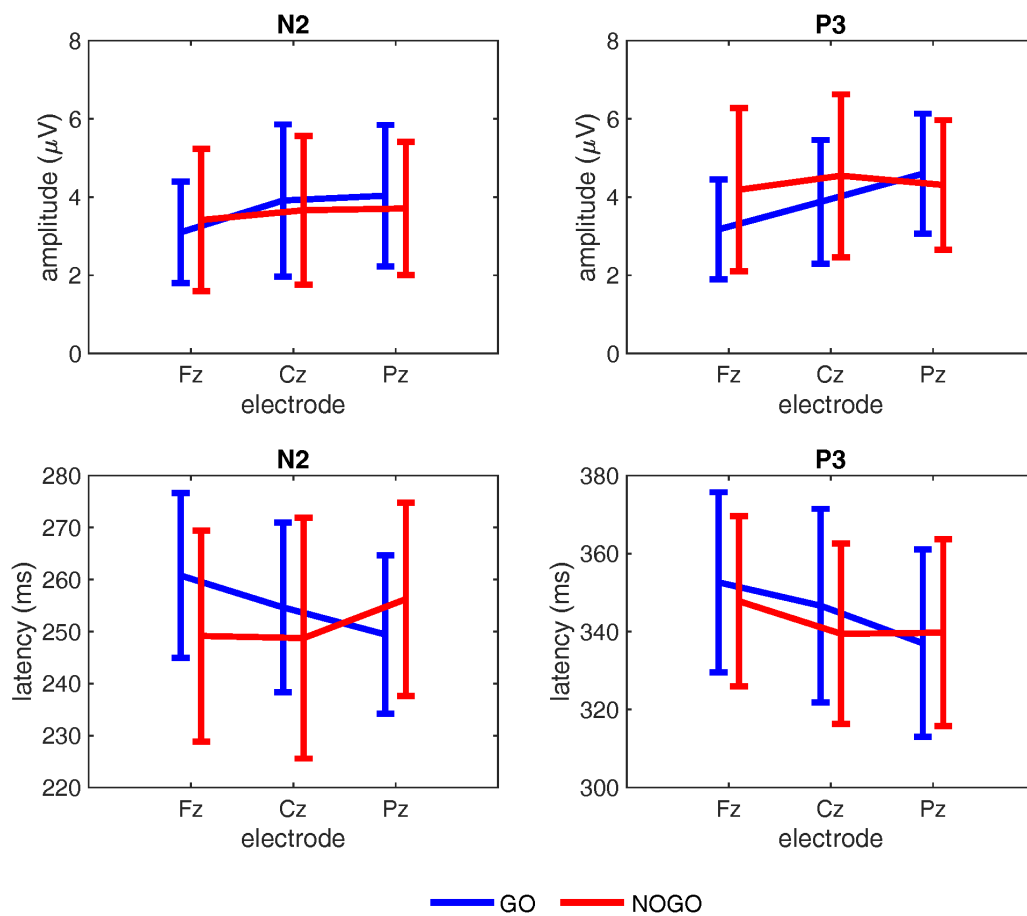 N2
P3
8
6
4
2
0
amplitude (μV)
Fz
Cz
Pz
electrode
8
6
4
2
0
amplitude (μV)
Fz
Cz
Pz
electrode
N2
P3
280
270
260
250
240
230
220
latency (ms)
Fz
Cz
Pz
electrode
380
360
340
320
300
latency (ms)
Fz
Cz
Pz
electrode
GO
NOGO